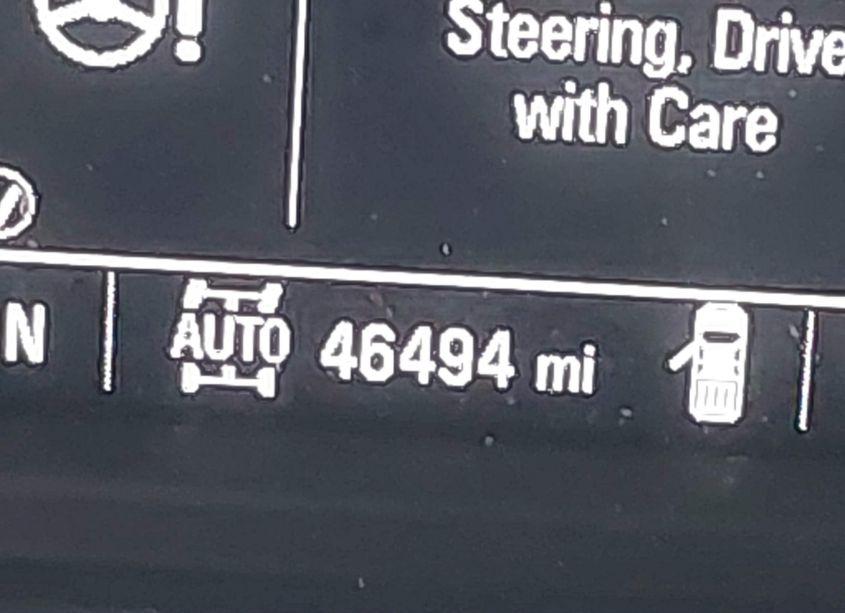 Steering, Drive
with Care
N
AUTO
46494 mi